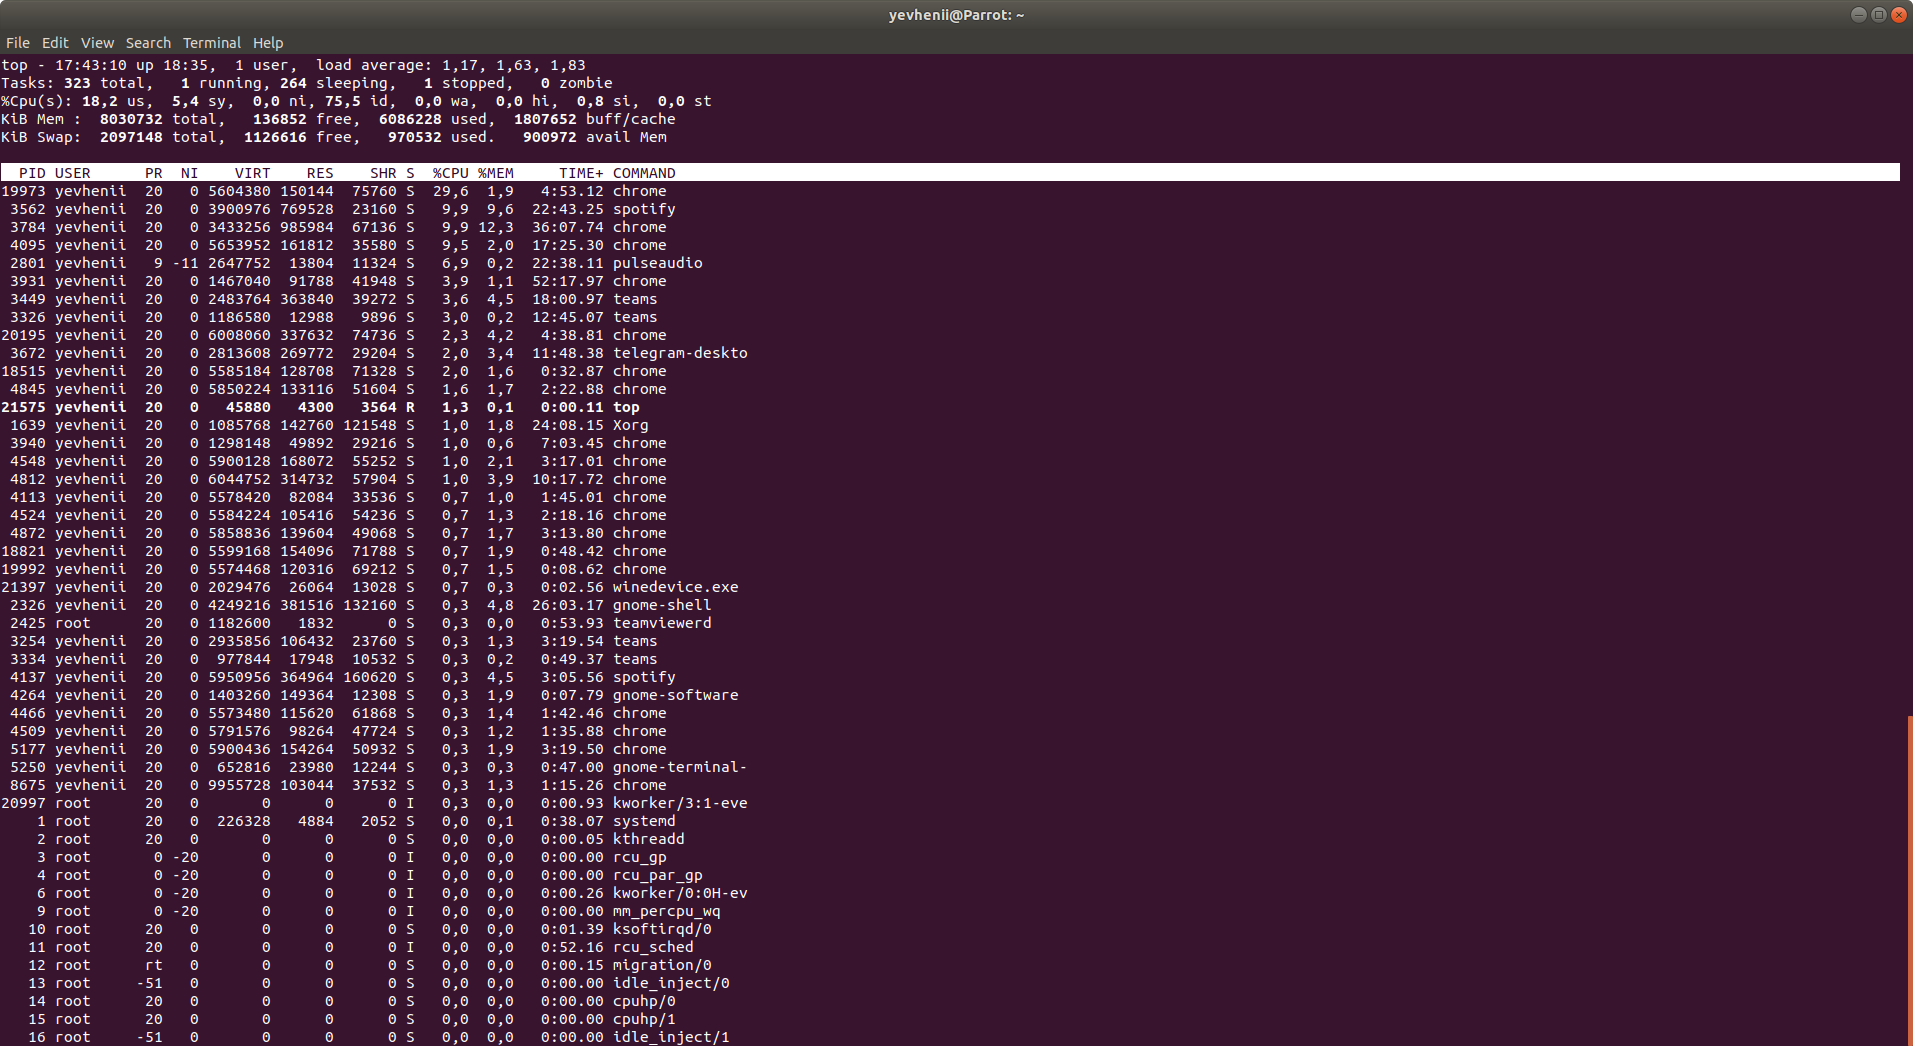 yevhenii@Parrot: ~
File Edit View Search Terminal Help
top - 17:43:10 up 18:35,  1 user,  load average: 1,17, 1,63, 1,83
Tasks: 323 total,   1 running, 264 sleeping,   1 stopped,   0 zombie
%Cpu(s): 18,2 us,  5,4 sy,  0,0 ni, 75,5 id,  0,0 wa,  0,0 hi,  0,8 si,  0,0 st
KiB Mem :  8030732 total,   136852 free,  6086228 used,  1807652 buff/cache
KiB Swap:  2097148 total,  1126616 free,   970532 used.   900972 avail Mem
PID USER      PR  NI    VIRT    RES    SHR S  %CPU %MEM     TIME+ COMMAND
19973 yevhenii  20   0 5604380 150144  75760 S  29,6  1,9   4:53.12 chrome
3562 yevhenii  20   0 3900976 769528  23160 S   9,9  9,6  22:43.25 spotify
3784 yevhenii  20   0 3433256 985984  67136 S   9,9 12,3  36:07.74 chrome
4095 yevhenii  20   0 5653952 161812  35580 S   9,5  2,0  17:25.30 chrome
2801 yevhenii   9 -11 2647752  13804  11324 S   6,9  0,2  22:38.11 pulseaudio
3931 yevhenii  20   0 1467040  91788  41948 S   3,9  1,1  52:17.97 chrome
3449 yevhenii  20   0 2483764 363840  39272 S   3,6  4,5  18:00.97 teams
3326 yevhenii  20   0 1186580  12988   9896 S   3,0  0,2  12:45.07 teams
20195 yevhenii  20   0 6008060 337632  74736 S   2,3  4,2   4:38.81 chrome
3672 yevhenii  20   0 2813608 269772  29204 S   2,0  3,4  11:48.38 telegram-deskto
18515 yevhenii  20   0 5585184 128708  71328 S   2,0  1,6   0:32.87 chrome
4845 yevhenii  20   0 5850224 133116  51604 S   1,6  1,7   2:22.88 chrome
21575 yevhenii  20   0   45880   4300   3564 R   1,3  0,1   0:00.11 top
1639 yevhenii  20   0 1085768 142760 121548 S   1,0  1,8  24:08.15 Xorg
3940 yevhenii  20   0 1298148  49892  29216 S   1,0  0,6   7:03.45 chrome
4548 yevhenii  20   0 5900128 168072  55252 S   1,0  2,1   3:17.01 chrome
4812 yevhenii  20   0 6044752 314732  57904 S   1,0  3,9  10:17.72 chrome
4113 yevhenii  20   0 5578420  82084  33536 S   0,7  1,0   1:45.01 chrome
4524 yevhenii  20   0 5584224 105416  54236 S   0,7  1,3   2:18.16 chrome
4872 yevhenii  20   0 5858836 139604  49068 S   0,7  1,7   3:13.80 chrome
18821 yevhenii  20   0 5599168 154096  71788 S   0,7  1,9   0:48.42 chrome
19992 yevhenii  20   0 5574468 120316  69212 S   0,7  1,5   0:08.62 chrome
21397 yevhenii  20   0 2029476  26064  13028 S   0,7  0,3   0:02.56 winedevice.exe
2326 yevhenii  20   0 4249216 381516 132160 S   0,3  4,8  26:03.17 gnome-shell
2425 root      20   0 1182600   1832      0 S   0,3  0,0   0:53.93 teamviewerd
3254 yevhenii  20   0 2935856 106432  23760 S   0,3  1,3   3:19.54 teams
3334 yevhenii  20   0  977844  17948  10532 S   0,3  0,2   0:49.37 teams
4137 yevhenii  20   0 5950956 364964 160620 S   0,3  4,5   3:05.56 spotify
4264 yevhenii  20   0 1403260 149364  12308 S   0,3  1,9   0:07.79 gnome-software
4466 yevhenii  20   0 5573480 115620  61868 S   0,3  1,4   1:42.46 chrome
4509 yevhenii  20   0 5791576  98264  47724 S   0,3  1,2   1:35.88 chrome
5177 yevhenii  20   0 5900436 154264  50932 S   0,3  1,9   3:19.50 chrome
5250 yevhenii  20   0  652816  23980  12244 S   0,3  0,3   0:47.00 gnome-terminal-
8675 yevhenii  20   0 9955728 103044  37532 S   0,3  1,3   1:15.26 chrome
20997 root      20   0       0      0      0 I   0,3  0,0   0:00.93 kworker/3:1-eve
1 root      20   0  226328   4884   2052 S   0,0  0,1   0:38.07 systemd
2 root      20   0       0      0      0 S   0,0  0,0   0:00.05 kthreadd
3 root       0 -20       0      0      0 I   0,0  0,0   0:00.00 rcu_gp
4 root       0 -20       0      0      0 I   0,0  0,0   0:00.00 rcu_par_gp
6 root       0 -20       0      0      0 I   0,0  0,0   0:00.26 kworker/0:0H-ev
9 root       0 -20       0      0      0 I   0,0  0,0   0:00.00 mm_percpu_wq
10 root      20   0       0      0      0 S   0,0  0,0   0:01.39 ksoftirqd/0
11 root      20   0       0      0      0 I   0,0  0,0   0:52.16 rcu_sched
12 root      rt   0       0      0      0 S   0,0  0,0   0:00.15 migration/0
13 root     -51   0       0      0      0 S   0,0  0,0   0:00.00 idle_inject/0
14 root      20   0       0      0      0 S   0,0  0,0   0:00.00 cpuhp/0
15 root      20   0       0      0      0 S   0,0  0,0   0:00.00 cpuhp/1
16 root     -51   0       0      0      0 S   0,0  0,0   0:00.00 idle_inject/1